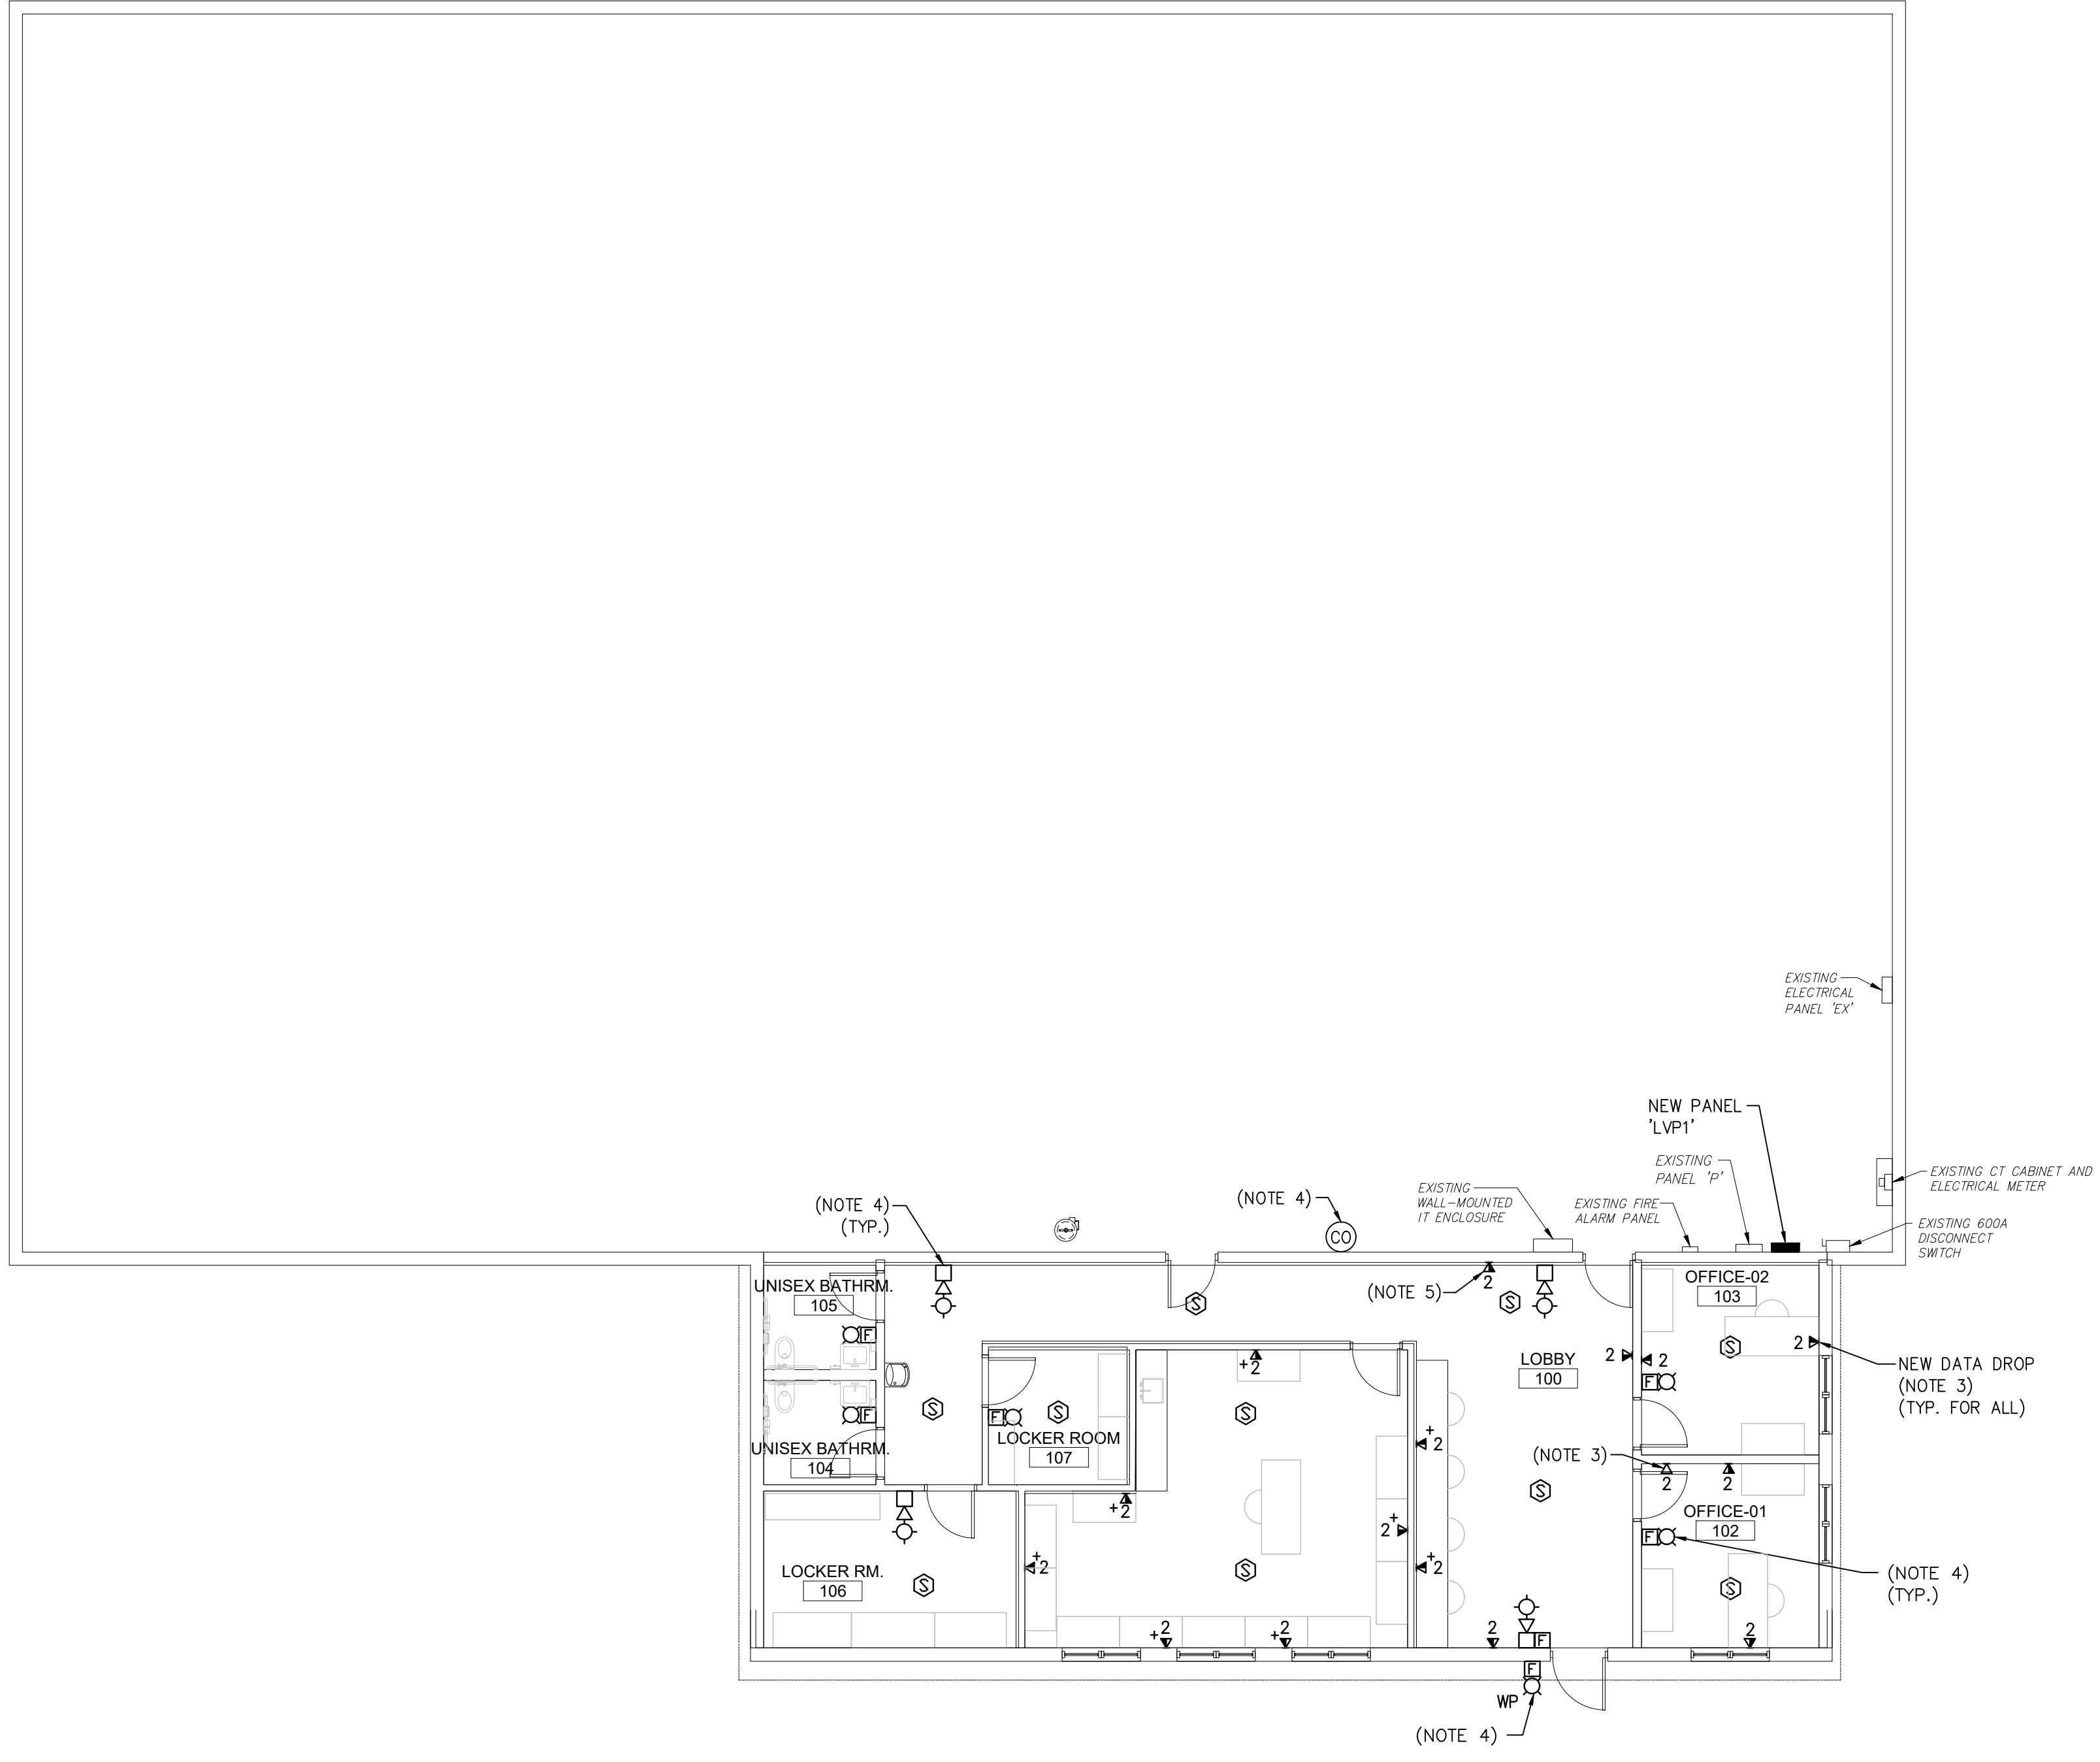 EXISTING
ELECTRICAL
PANEL 'EX'
NEW PANEL
'LVP1'
EXISTING
PANEL 'P'
EXISTING CT CABINET AND
ELECTRICAL METER
(NOTE 4)
(TYP.)
(NOTE 4)
CO
EXISTING
WALL-MOUNTED
IT ENCLOSURE
EXISTING FIRE
ALARM PANEL
EXISTING 600A
DISCONNECT
SWITCH
UNISEX BATHRM.
105
(NOTE 5)
2
S
S
OFFICE-02
103
F
S
2
2
2
LOBBY
100
NEW DATA DROP
(NOTE 3)
(TYP. FOR ALL)
+2
F
F
S
F
S
S
LOCKER ROOM
107
UNISEX BATHRM.
104
+
2
(NOTE 3)
2
2
S
+2
OFFICE-01
102
F
+
2
+
2
+
2
S
LOCKER RM.
106
S
S
(NOTE 4)
(TYP.)
+2
+2
2
F
2
F
WP
(NOTE 4)